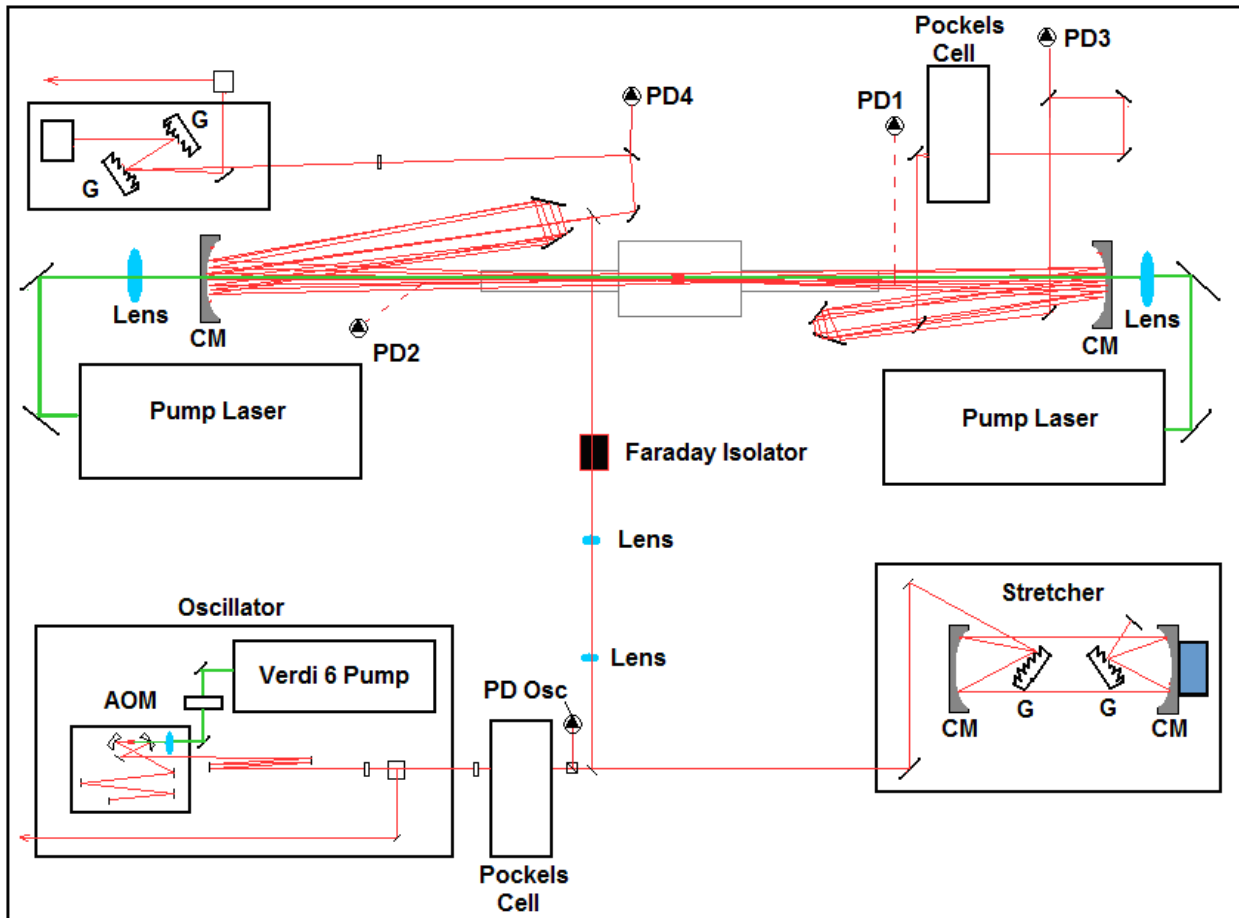 Pockels
Cell
PD3
PD4
PD1
G
G
Lens
CM
PD2
CM
Lens
Pump Laser
Pump Laser
Faraday Isolator
Lens
Stretcher
Oscillator
Lens
Verdi 6 Pump
AOM
PD Osc
G
G
CM
CM
Pockels
Cell